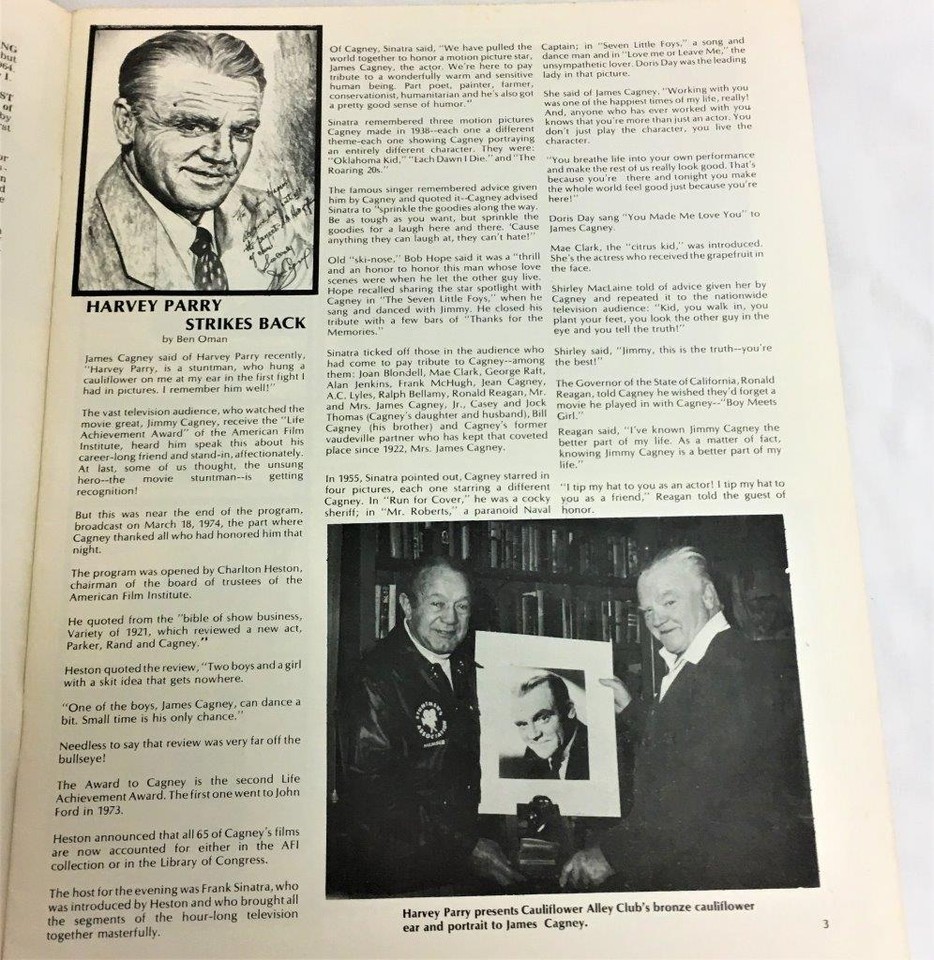 NG
but
964
1.
ST
of
by
rst
or
n
d
e
HARVEY PARRY
STRIKES BACK
by Ben Oman
James Cagney said of Harvey Parry recently,
"Harvey Parry, is a stuntman, who hung a
cauliflower on me at my ear in the first fight I
had in pictures. I remember him well!"
The vast television audience, who watched the
movie great, Jimmy Cagney, receive the "Life
Achievement Award" of the American Film
Institute, heard him speak this about his
career-long friend and stand-in, affectionately.
At last, some of us thought, the unsung
hero--the movie stuntman--is getting
recognition!
But this was near the end of the program,
broadcast on March 18, 1974, the part where
Cagney thanked all who had honored him that
night.
The program was opened by Charlton Heston,
chairman of the board of trustees of the
American Film Institute.
He quoted from the "bible of show business,
Variety of 1921, which reviewed a new act,
Parker, Rand and Cagney."
Heston quoted the review, "Two boys and a girl
with a skit idea that gets nowhere.
"One of the boys, James Cagney, can dance a
bit. Small time is his only chance."
Needless to say that review was very far off the
bullseye!
The Award to Cagney is the second Life
Achievement Award. The first one went to John
Ford in 1973.
Heston announced that all 65 of Cagney's films
are now accounted for either in the AFI
collection or in the Library of Congress.
The host for the evening was Frank Sinatra, who
was introduced by Heston and who brought all
the segments of the hour-long television
together masterfully.
Of Cagney, Sinatra said, "We have pulled the
world together to honor a motion picture star,
James Cagney, the actor. We're here to pay
tribute to a wonderfully warm and sensitive
human being. Part poet, painter, farmer,
conservationist, humanitarian and he's also got
a pretty good sense of humor."
Sinatra remembered three motion pictures
Cagney made in 1938--each one a different
theme-each one showing Cagney portraying
an entirely different character. They were:
"Oklahoma Kid," "Each Dawn I Die," and "The
Roaring 20s."
The famous singer remembered advice given
him by Cagney and quoted it--Cagney advised
Sinatra to "sprinkle the goodies along the way.
Be as tough as you want, but sprinkle the
goodies for a laugh here and there. 'Cause
anything they can laugh at, they can't hate!"
Old "ski-nose," Bob Hope said it was a "thrill
and an honor to honor this man whose love
scenes were when he let the other guy live.
Hope recalled sharing the star spotlight with
Cagney in "The Seven Little Foys," when he
sang and danced with Jimmy. He closed his
tribute with a few bars of "Thanks for the
Memories."
Sinatra ticked off those in the audience who
had come to pay tribute to Cagney--among
them: Joan Blondell, Mae Clark, George Raft,
Alan Jenkins, Frank McHugh, Jean Cagney,
A.C. Lyles, Ralph Bellamy, Ronald Reagan, Mr.
and Mrs. James Cagney, Jr., Casey and Jock
Thomas (Cagney's daughter and husband), Bill
Cagney (his brother) and Cagney's former
vaudeville partner who has kept that coveted
place since 1922, Mrs. James Cagney.
In 1955, Sinatra pointed out, Cagney starred in
four pictures, each one starring a different
Cagney. In "Run for Cover," he was a cocky
sheriff; in "Mr. Roberts," a paranoid Naval
Captain; in "Seven Little Foys," a song and
dance man and in "Love me or Leave Me," the
unsympathetic lover. Doris Day was the leading
lady in that picture.
She said of James Cagney, "Working with you
was one of the happiest times of my life, really!
And, anyone who has ever worked with you
knows that you're more than just an actor. You
don't just play the character, you live the
character.
"You breathe life into your own performance
and make the rest of us really look good. That's
because you're there and tonight you make
the whole world feel good just because you're
here!"
Doris Day sang "You Made Me Love You" to
James Cagney.
Mae Clark, the "citrus kid," was introduced.
She's the actress who received the grapefruit in
the face.
Shirley MacLaine told of advice given her by
Cagney and repeated it to the nationwide
television audience: "Kid, you walk in, you
plant your feet, you look the other guy in the
eye and you tell the truth!"
Shirley said, "Jimmy, this is the truth--you're
the best!"
The Governor of the State of California, Ronald
Reagan, told Cagney he wished they'd forget a
movie he played in with Cagney--"Boy Meets
Girl."
Reagan said, "I've known Jimmy Cagney the
better part of my life. As a matter of fact,
knowing Jimmy Cagney is a better part of my
life."
"I tip my hat to you as an actor! I tip my hat to
you as a friend," Reagan told the guest of
honor.
STUNTMEN'S
ASSOCIATION
MEMBER
Harvey Parry presents Cauliflower Alley Club's bronze cauliflower
ear and portrait to James Cagney.
3